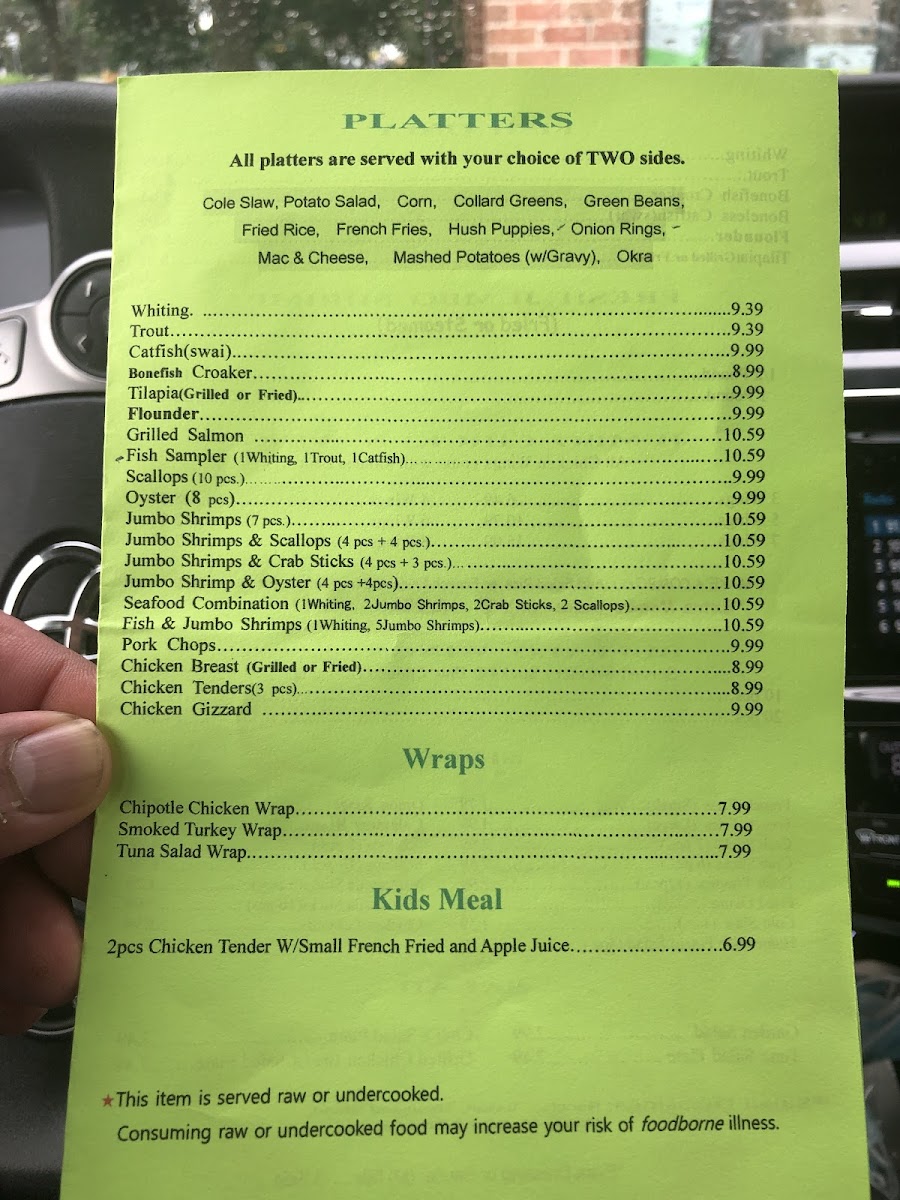 PLATTERS
All platters are served with your choice of TWO sides.
Cole Slaw, Potato Salad, Corn, Collard Greens, Green Beans,
Fried Rice, French Fries, Hush Puppies, Onion Rings,
Mac & Cheese, Mashed Potatoes (w/Gravy), Okra
Whiting. ...................9.39
Trout...................9.39
Catfish(swai)...................9.99
Bonefish Croaker...................8.99
Tilapia(Grilled or Fried)...................9.99
Flounder...................9.99
Grilled Salmon ...................10.59
Fish Sampler (1Whiting, 1Trout, 1Catfish)...................10.59
Scallops (10 pcs.)...................9.99
Oyster (8 pcs)...................9.99
Jumbo Shrimps (7 pcs.)...................10.59
Jumbo Shrimps & Scallops (4 pcs + 4 pcs.)...................10.59
Jumbo Shrimps & Crab Sticks (4 pcs + 3 pcs.)...................10.59
Jumbo Shrimp & Oyster (4 pcs +4pcs)...................10.59
Seafood Combination (1Whiting, 2Jumbo Shrimps, 2Crab Sticks, 2 Scallops)...................10.59
Fish & Jumbo Shrimps (1Whiting, 5Jumbo Shrimps)...................10.59
Pork Chops...................9.99
Chicken Breast (Grilled or Fried)...................8.99
Chicken Tenders(3 pcs)...................8.99
Chicken Gizzard ...................9.99
Wraps
Chipotle Chicken Wrap...................7.99
Smoked Turkey Wrap...................7.99
Tuna Salad Wrap...................7.99
Kids Meal
2pcs Chicken Tender W/Small French Fried and Apple Juice...................6.99
★This item is served raw or undercooked.
Consuming raw or undercooked food may increase your risk of foodborne illness.